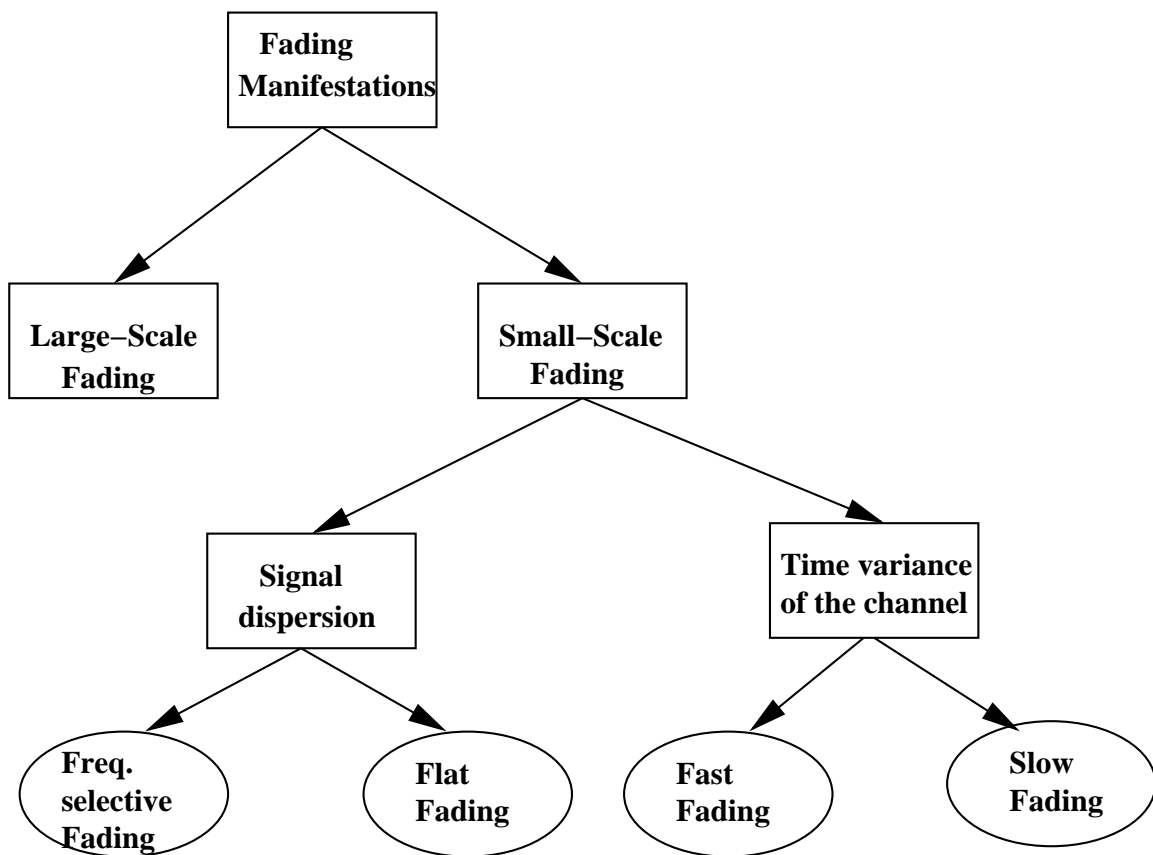 Fading
Manifestations
Large–Scale
Fading
Small–Scale
Fading
Signal
dispersion
Time variance
of the channel
Freq.
selective
Fading
Flat
Fading
Fast
Fading
Slow
Fading